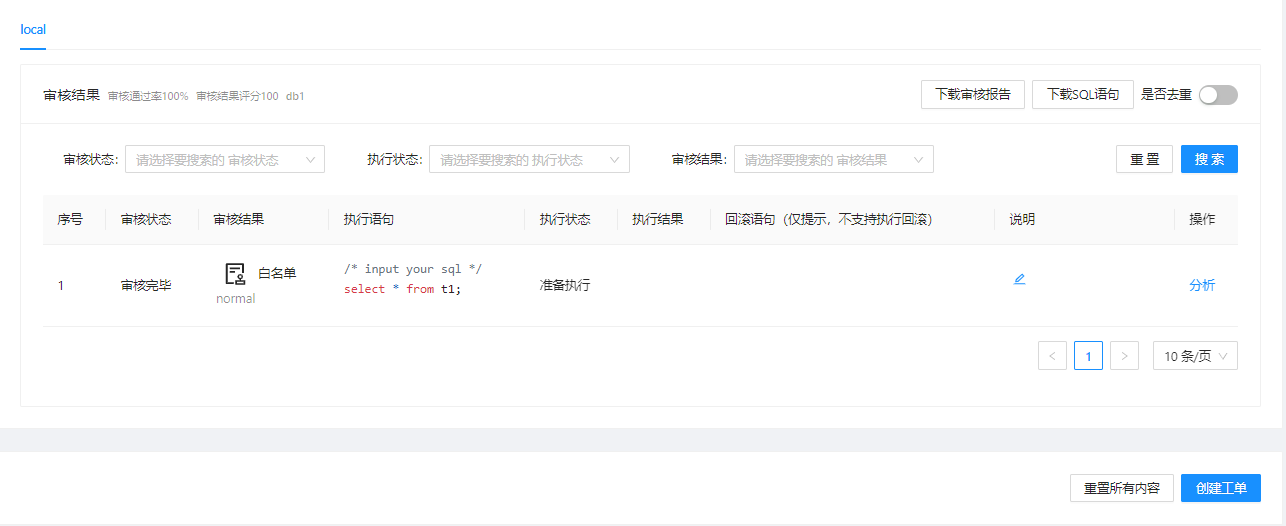 local
审核结果 审核通过率100% 审核结果评分100 db1 下载审核报告 下载SQL语句 是否去重
审核状态: 请选择要搜索的 审核状态 执行状态: 请选择要搜索的 执行状态 审核结果: 请选择要搜索的 审核结果 重 置 搜 索
序号 审核状态 审核结果 执行语句 执行状态 执行结果 回滚语句（仅提示，不支持执行回滚） 说明 操作
1 审核完毕 白名单 /* input your sql */ 准备执行 分析
normal select * from t1;
< 1 > 10 条/页
重置所有内容 创建工单